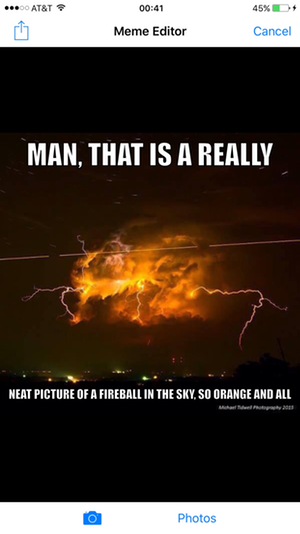 AT&T 00:41 45%
Meme Editor Cancel
MAN, THAT IS A REALLY
NEAT PICTURE OF A FIREBALL IN THE SKY, SO ORANGE AND ALL
Michael Tidwell Photography 2015
Photos